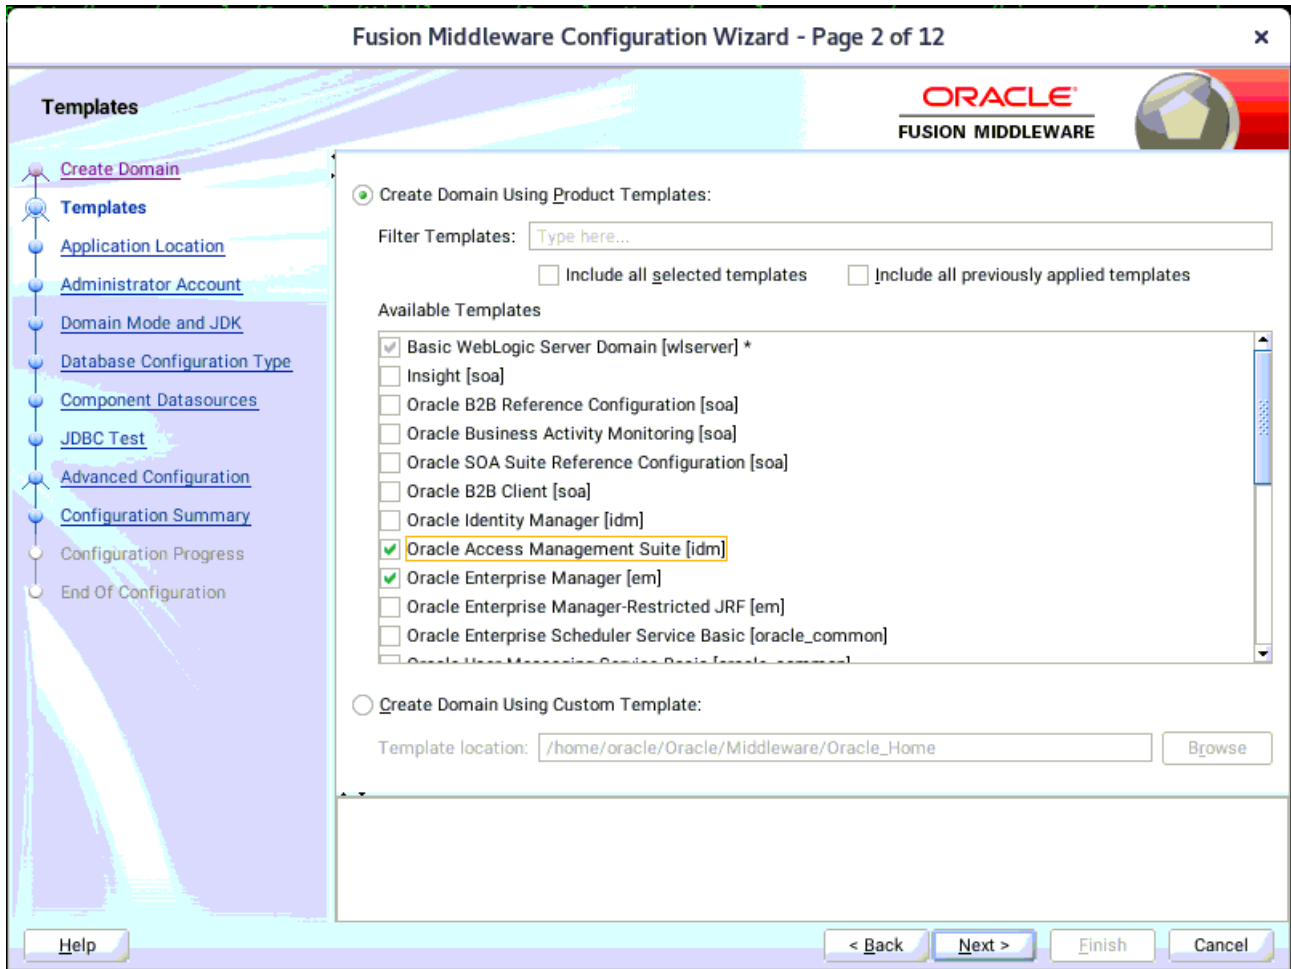 Fusion Middleware Configuration Wizard - Page 2 of 12
Templates
ORACLE
FUSION MIDDLEWARE
Create Domain
Templates
Application Location
Administrator Account
Domain Mode and JDK
Database Configuration Type
Component Datasources
JDBC Test
Advanced Configuration
Configuration Summary
Configuration Progress
End Of Configuration
Create Domain Using Product Templates:
Filter Templates: Type here...
Include all selected templates Include all previously applied templates
Available Templates
Basic WebLogic Server Domain [wlserver] *
Insight [soa]
Oracle B2B Reference Configuration [soa]
Oracle Business Activity Monitoring [soa]
Oracle SOA Suite Reference Configuration [soa]
Oracle B2B Client [soa]
Oracle Identity Manager [idm]
Oracle Access Management Suite [idm]
Oracle Enterprise Manager [em]
Oracle Enterprise Manager-Restricted JRF [em]
Oracle Enterprise Scheduler Service Basic [oracle_common]
Oracle User Messaging Service Basic [oracle_common]
Create Domain Using Custom Template:
Template location: /home/oracle/Oracle/Middleware/Oracle_Home Browse
Help < Back Next > Finish Cancel